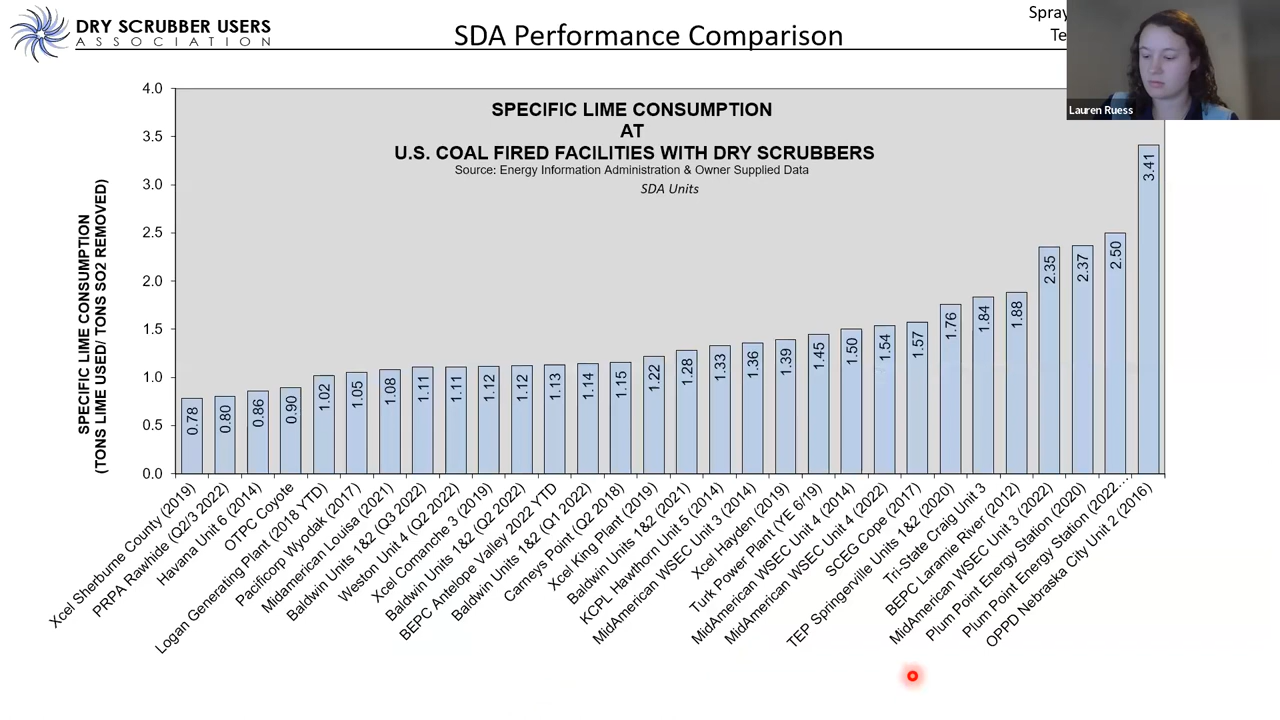 DRY SCRUBBER USERS
ASSOCIATION
SDA Performance Comparison
Spray
Te
Lauren Ruess
SPECIFIC LIME CONSUMPTION
AT
U.S. COAL FIRED FACILITIES WITH DRY SCRUBBERS
Source: Energy Information Administration & Owner Supplied Data
SDA Units
SPECIFIC LIME CONSUMPTION
(TONS LIME USED/ TONS SO2 REMOVED)
4.0
3.5
3.0
2.5
2.0
1.5
1.0
0.5
0.0
0.78
0.80
0.86
0.90
1.02
1.05
1.08
1.11
1.11
1.12
1.12
1.13
1.14
1.15
1.22
1.28
1.33
1.36
1.39
1.45
1.50
1.54
1.57
1.76
1.84
1.88
2.35
2.37
2.50
3.41
Xcel Sherburne County (2019)
PRPA Rawhide (Q2/3 2022)
Havana Unit 6 (2014)
OTPC Coyote
Logan Generating Plant (2018 YTD)
Pacificorp Wyodak (2017)
Midamerican Louisa (2021)
Baldwin Units 1&2 (Q3 2022)
Weston Unit 4 (Q2 2022)
Xcel Comanche 3 (2019)
Baldwin Units 1&2 (Q2 2022)
BEPC Antelope Valley 2022 YTD
Baldwin Units 1&2 (Q1 2022)
Carneys Point (Q2 2018)
Xcel King Plant (2019)
Baldwin Units 1&2 (2021)
KCPL Hawthorn Unit 5 (2014)
MidAmerican WSEC Unit 3 (2014)
Xcel Hayden (2019)
Turk Power Plant (YE 6/19)
MidAmerican WSEC Unit 4 (2014)
MidAmerican WSEC Unit 4 (2022)
SCEG Cope (2017)
TEP Springerville Units 1&2 (2020)
Tri-State Craig Unit 3
BEPC Laramie River (2012)
MidAmerican WSEC Unit 3 (2022)
Plum Point Energy Station (2020)
Plum Point Energy Station (2022...
OPPD Nebraska City Unit 2 (2016)